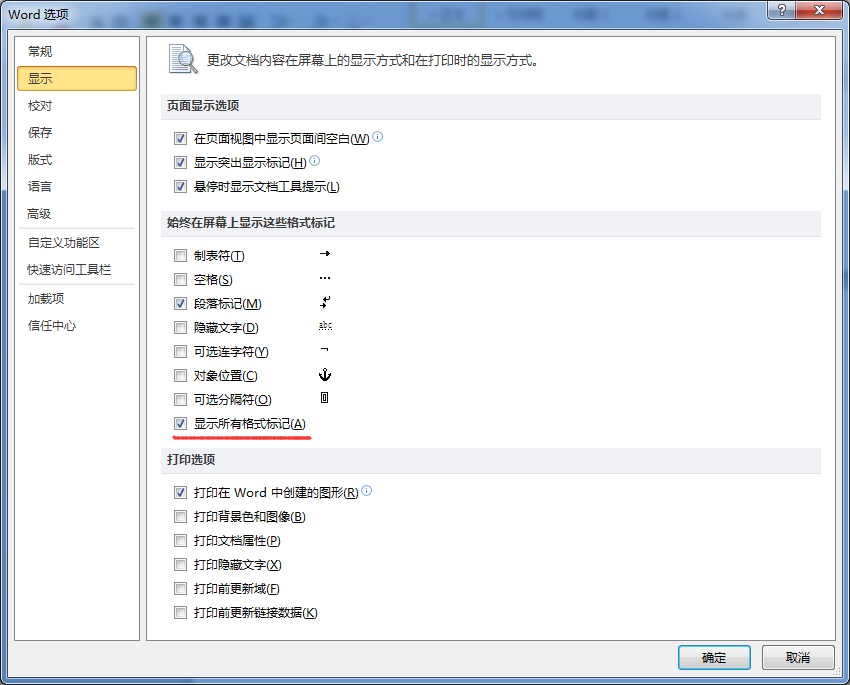 Word 选项
常规
显示
校对
保存
版式
语言
高级
自定义功能区
快速访问工具栏
加载项
信任中心
更改文档内容在屏幕上的显示方式和在打印时的显示方式。
页面显示选项
在页面视图中显示页面间空白(W)
显示突出显示标记(H)
悬停时显示文档工具提示(L)
始终在屏幕上显示这些格式标记
制表符(T)
空格(S)
段落标记(M)
隐藏文字(D) abc
可选连字符(Y)
对象位置(C)
可选分隔符(O)
显示所有格式标记(A)
打印选项
打印在 Word 中创建的图形(R)
打印背景色和图像(B)
打印文档属性(P)
打印隐藏文字(X)
打印前更新域(F)
打印前更新链接数据(K)
确定
取消